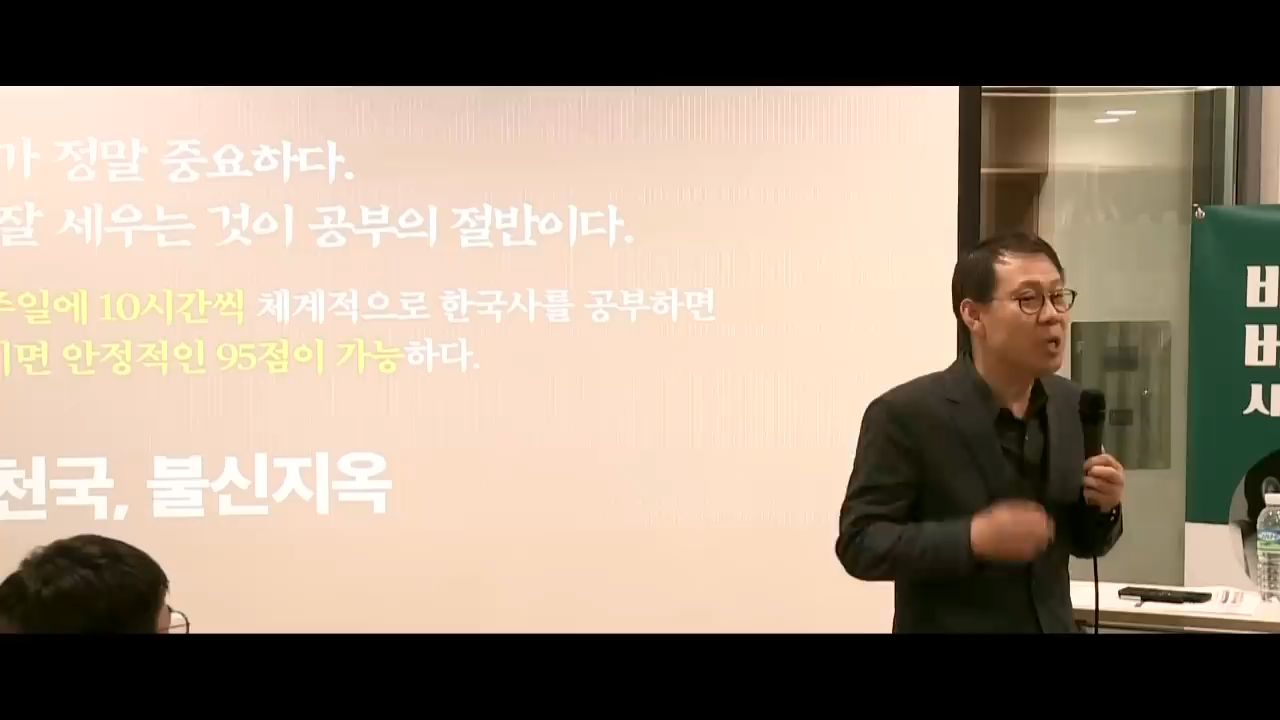 가 정말 중요하다.
잘 세우는 것이 공부의 절반이다.
주일에 10시간씩 체계적으로 한국사를 공부하면
면 안정적인 95점이 가능하다.
천국, 불신지옥